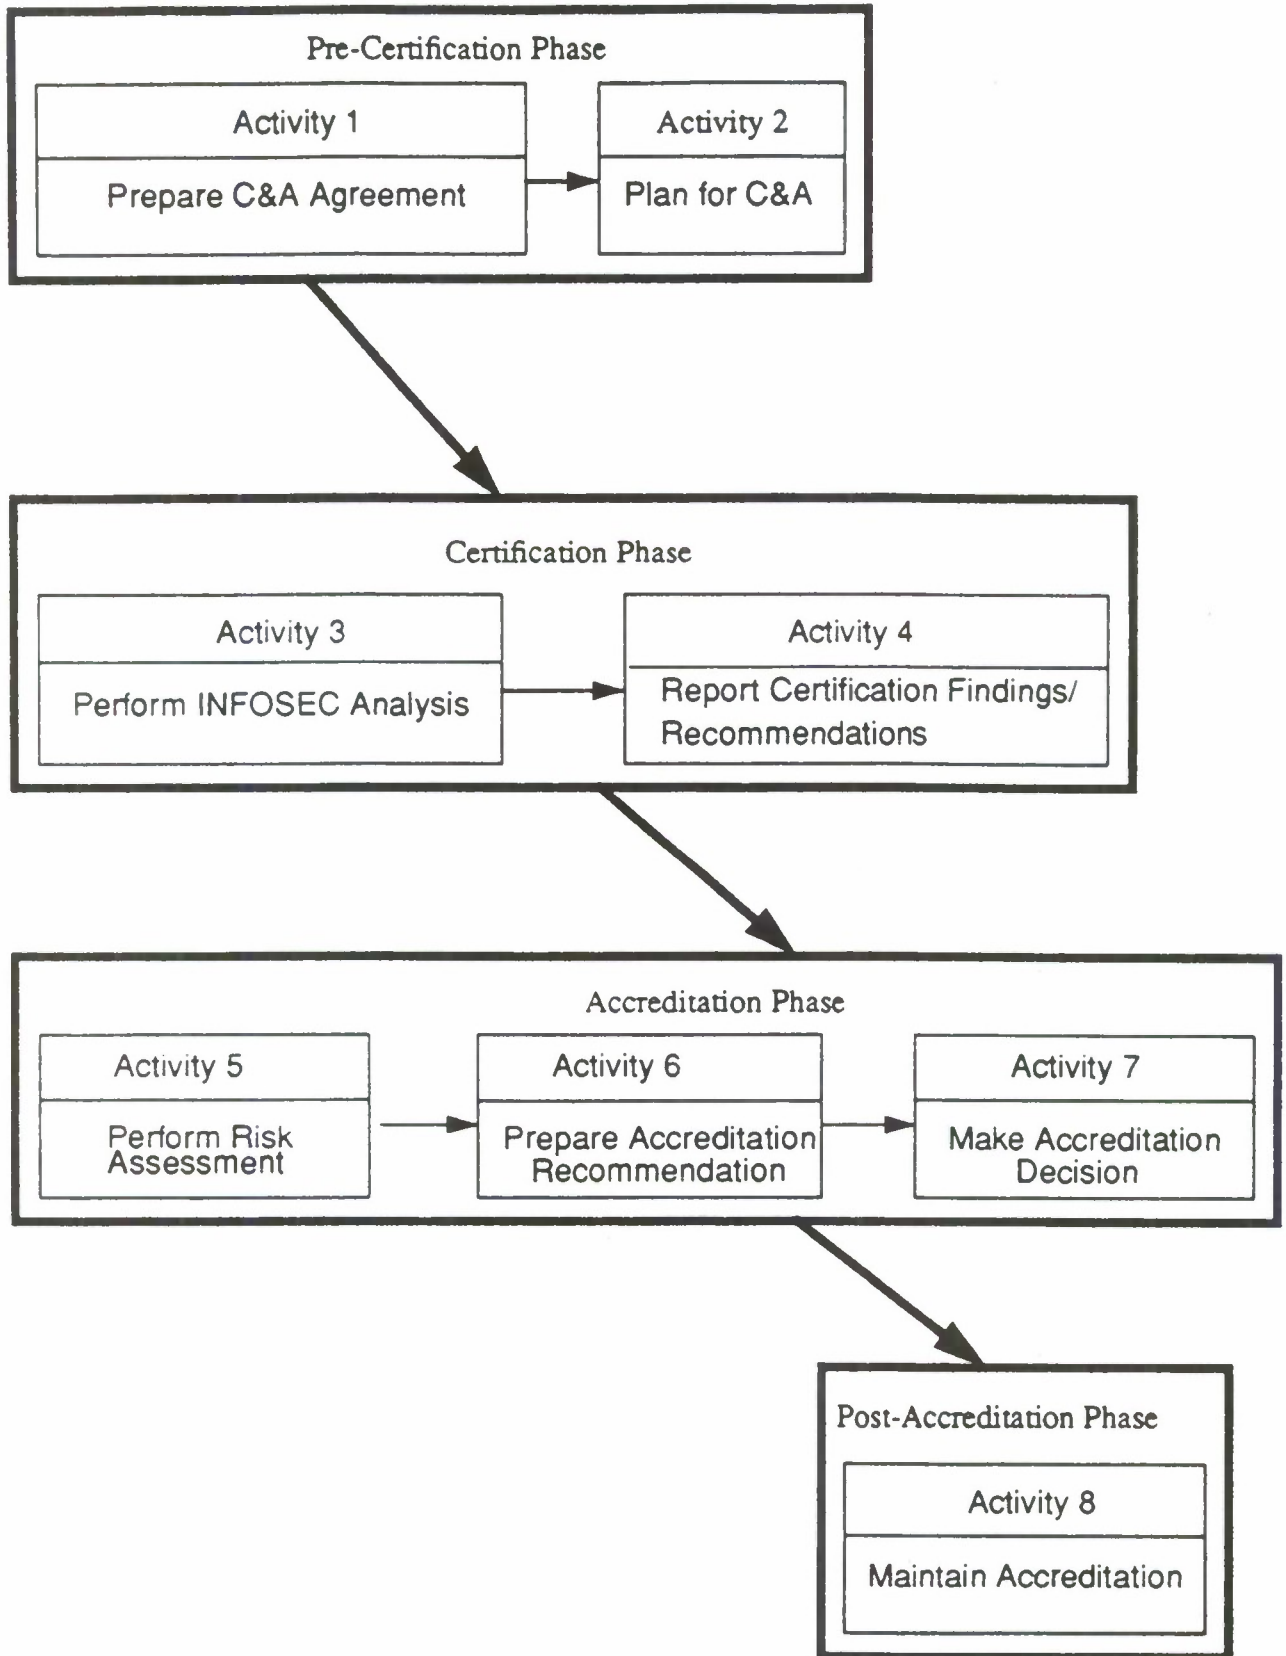 Pre-Certification Phase
Activity 1
Prepare C&A Agreement
Activity 2
Plan for C&A
Certification Phase
Activity 3
Perform INFOSEC Analysis
Activity 4
Report Certification Findings/
Recommendations
Accreditation Phase
Activity 5
Perform Risk
Assessment
Activity 6
Prepare Accreditation
Recommendation
Activity 7
Make Accreditation
Decision
Post-Accreditation Phase
Activity 8
Maintain Accreditation